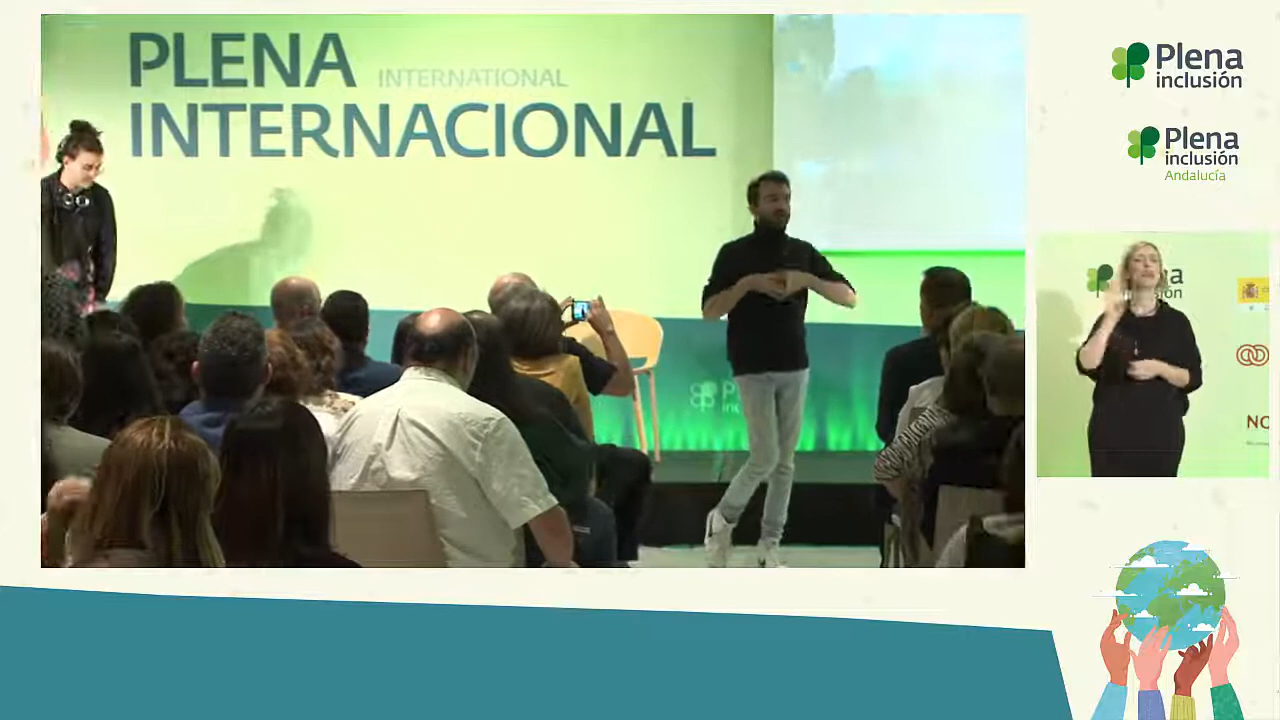 PLENA
INTERNATIONAL
INTERNACIONAL
Plena
inclusión
Plena
inclusión
Andalucía